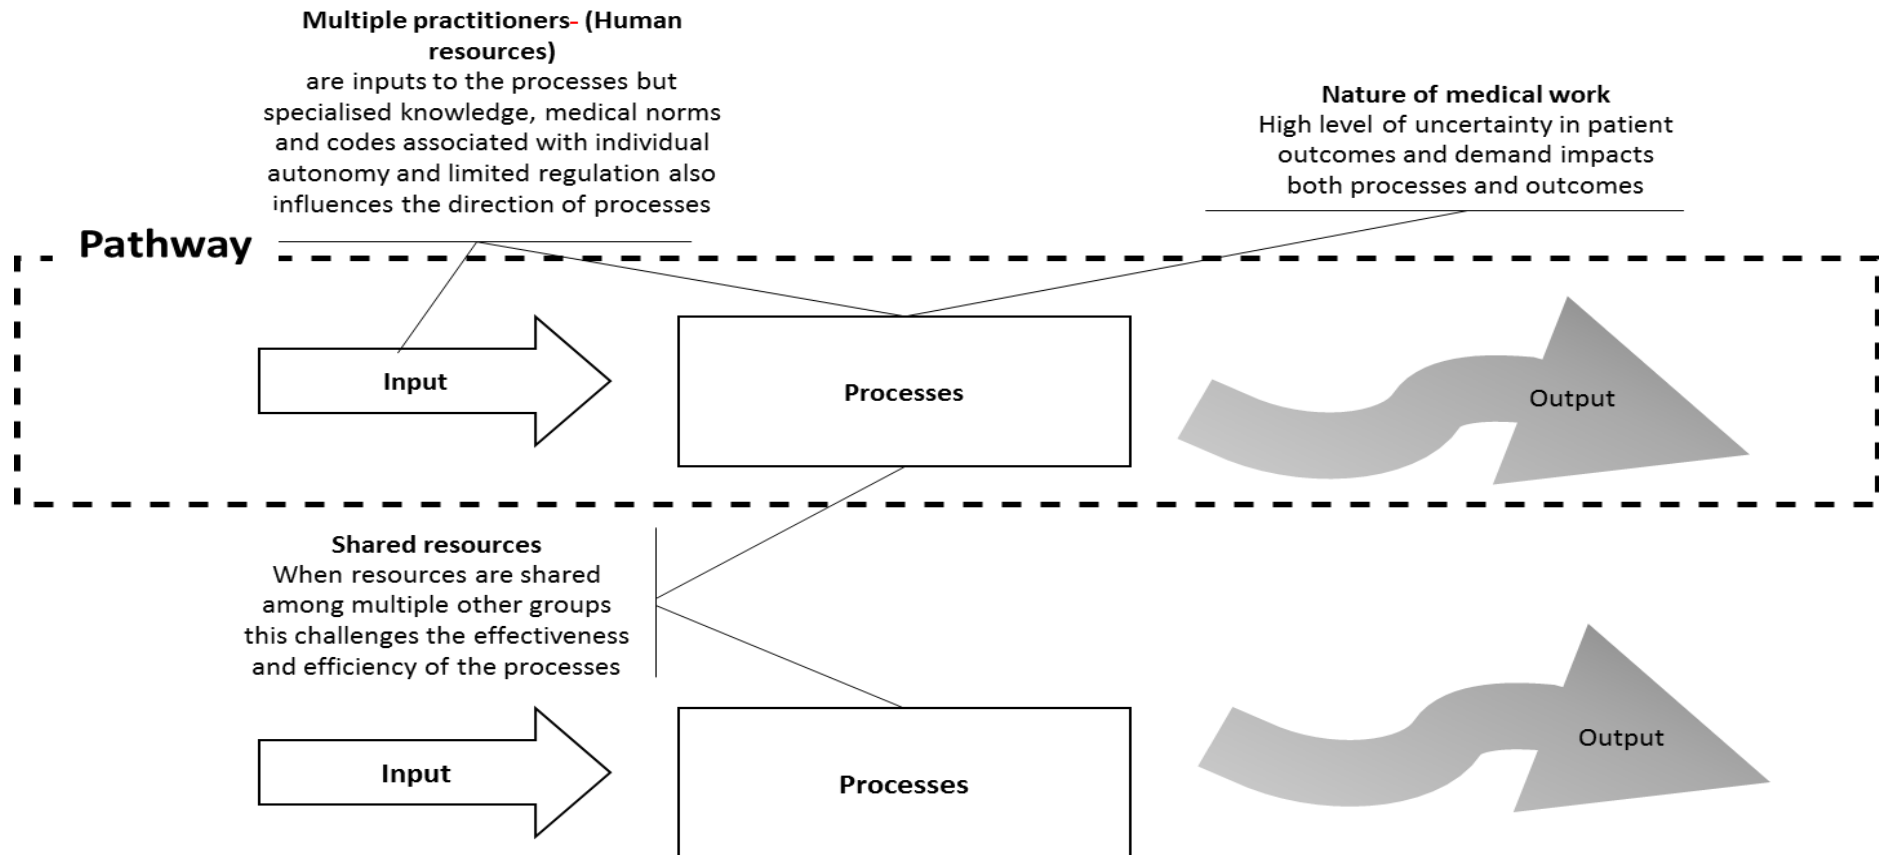 Multiple practitioners- (Human
resources)
are inputs to the processes but
specialised knowledge, medical norms
and codes associated with individual
autonomy and limited regulation also
influences the direction of processes
Nature of medical work
High level of uncertainty in patient
outcomes and demand impacts
both processes and outcomes
Pathway
Input
Processes
Output
Shared resources
When resources are shared
among multiple other groups
this challenges the effectiveness
and efficiency of the processes
Input
Processes
Output